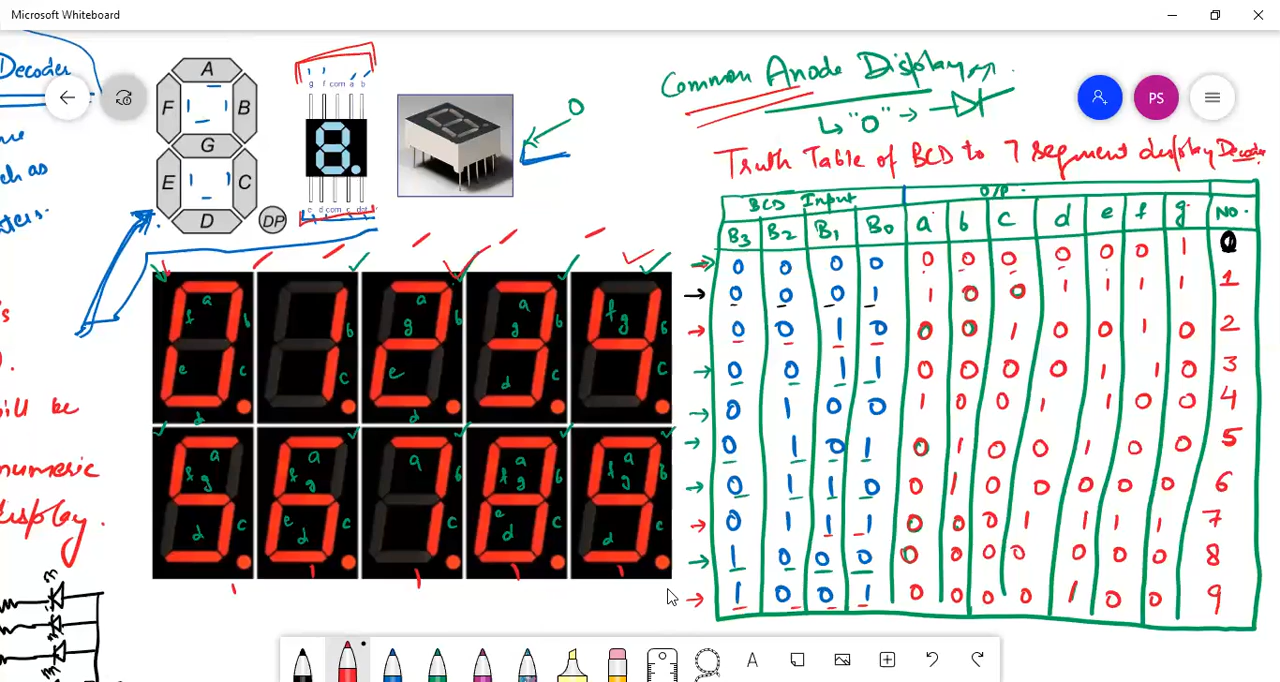 Microsoft Whiteboard
Decoder
A
F
B
G
E
C
D
DP
g f com a b
e d com c dot
0
Common Anode Display
↳ "0" →
PS
Truth Table of BCD to 7 segment display Decoder
BCD Input O/P. No.
B3 B2 B1 B0 a b c d e f g
0 0 0 0 0 0 0 0 0 0 1 0
0 0 0 1 1 0 0 1 1 1 1 1
0 0 1 0 0 0 1 0 0 1 0 2
0 0 1 1 0 0 0 0 1 1 0 3
0 1 0 0 1 0 0 1 1 0 0 4
0 1 0 1 0 1 0 0 1 0 0 5
0 1 1 0 0 1 0 0 0 0 0 6
0 1 1 1 0 0 0 1 1 1 1 7
1 0 0 0 0 0 0 0 0 0 0 8
1 0 0 1 0 0 0 0 1 0 0 9
a f b e c d
b c
a g b e d
a g b c d
f g b c
a f g c d
a f g e c d
a b c
a f g b e c d
a f g b c d
such as
ters.
will be
numeric
display.
A